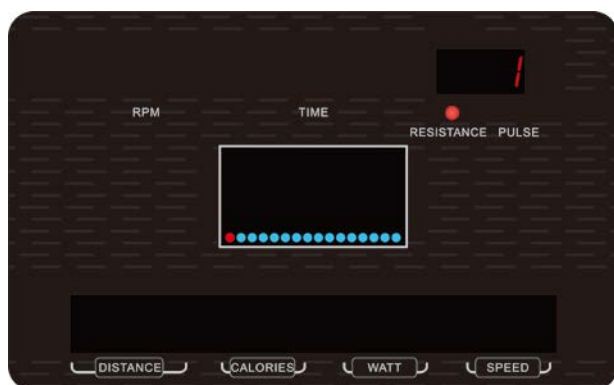 1
RPM TIME
RESISTANCE PULSE
DISTANCE CALORIES WATT SPEED